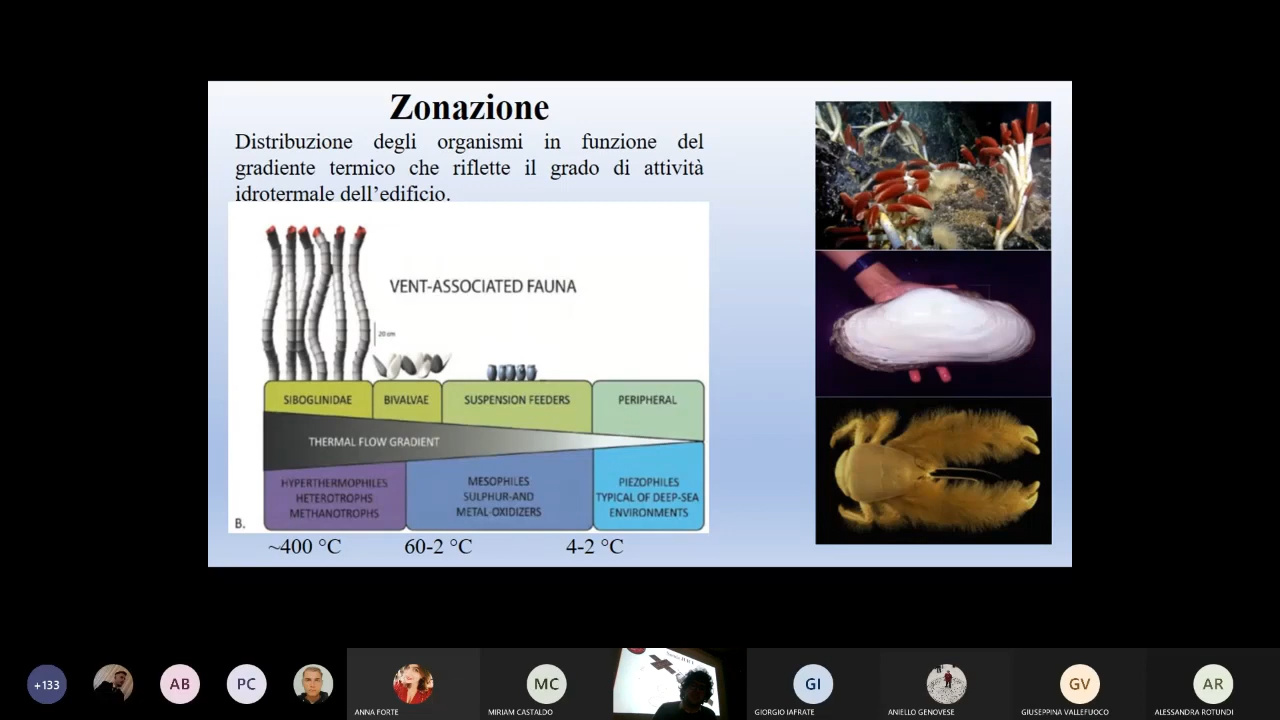 Zonazione
Distribuzione degli organismi in funzione del
gradiente termico che riflette il grado di attività
idrotermale dell'edificio.
VENT-ASSOCIATED FAUNA
20 cm
SIBOGLINIDAE
BIVALVAE
SUSPENSION FEEDERS
PERIPHERAL
THERMAL FLOW GRADIENT
HYPERTHERMOPHILES
HETEROTROPHS
METHANOTROPHS
MESOPHILES
SULPHUR-AND
METAL-OXIDIZERS
PIEZOPHILES
TYPICAL OF DEEP-SEA
ENVIRONMENTS
B.
~400 °C
60-2 °C
4-2 °C
+133
AB
PC
ANNA FORTE
MC
MIRIAM CASTALDO
GI
GIORGIO IAFRATE
ANIELLO GENOVESE
GV
GIUSEPPINA VALLEFUOCO
AR
ALESSANDRA ROTUNDI